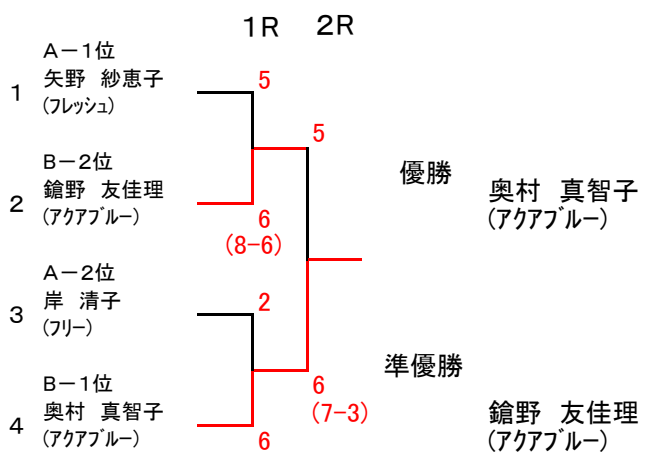 1R 2R
A－1位
1 矢野 紗恵子 5
(フレッシュ)
5
B－2位
2 鎗野 友佳理
(アクアブルー) 6
(8-6)
優勝 奥村 真智子
(アクアブルー)
A－2位
3 岸 清子 2
(フリー)
B－1位
4 奥村 真智子
(アクアブルー) 6
6
(7-3)
準優勝 鎗野 友佳理
(アクアブルー)